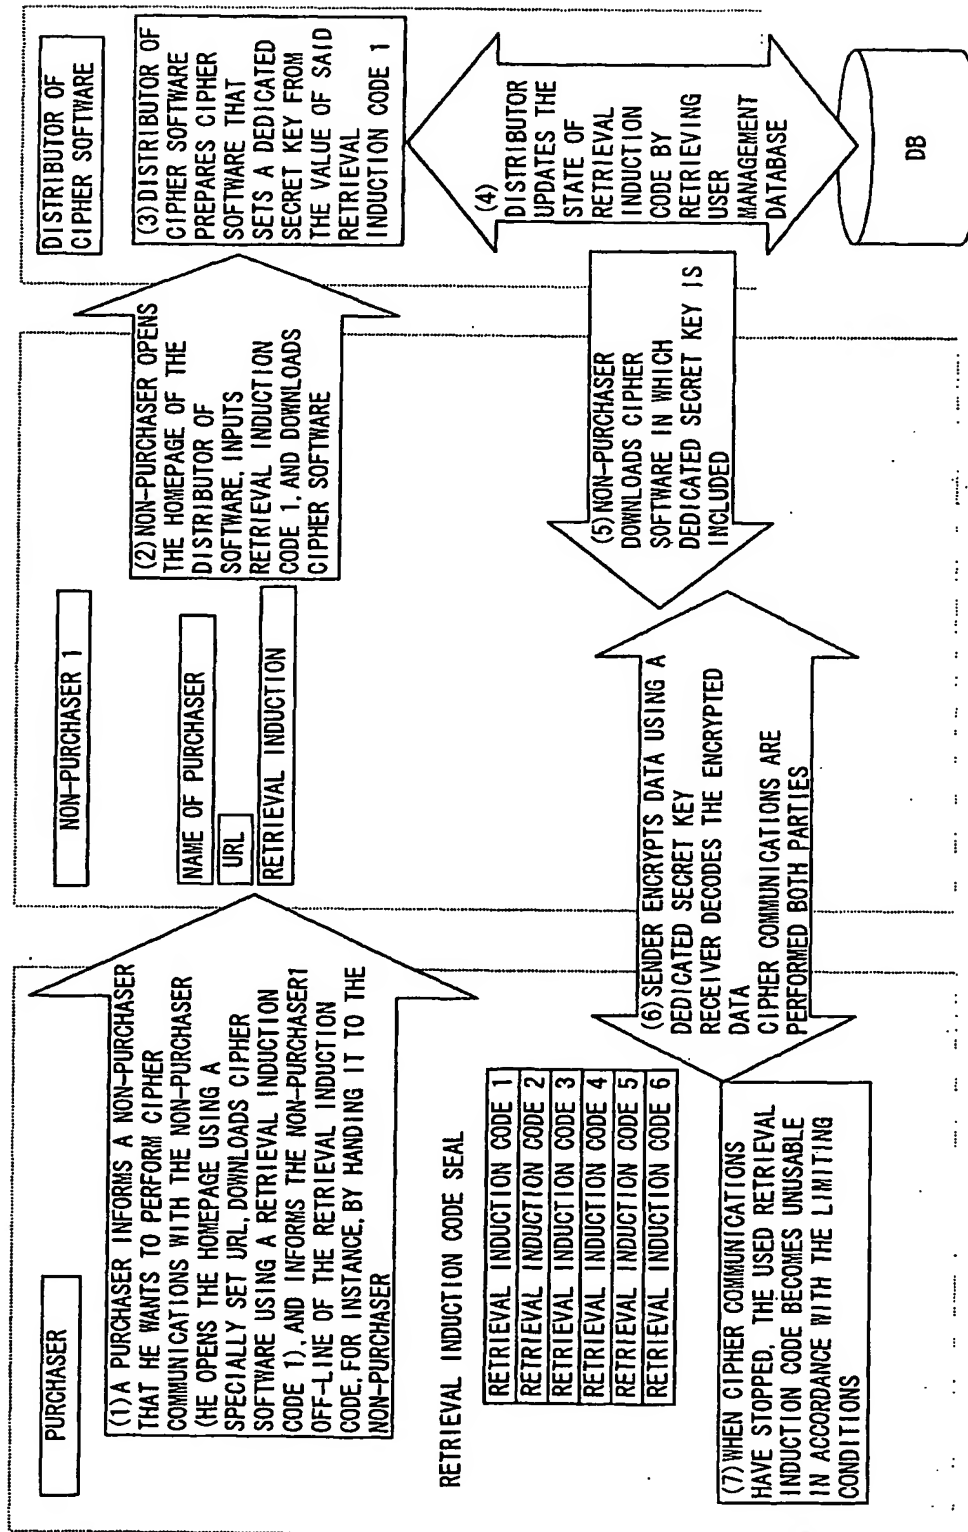 PURCHASER
(1)A PURCHASER INFORMS A NON-PURCHASER
THAT HE WANTS TO PERFORM CIPHER
COMMUNICATIONS WITH THE NON-PURCHASER
(HE OPENS THE HOMEPAGE USING A
SPECIALLY SET URL, DOWNLOADS CIPHER
SOFTWARE USING A RETRIEVAL INDUCTION
CODE 1), AND INFORMS THE NON-PURCHASER1
OFF-LINE OF THE RETRIEVAL INDUCTION
CODE, FOR INSTANCE, BY HANDING IT TO THE
NON-PURCHASER
RETRIEVAL INDUCTION CODE SEAL
RETRIEVAL INDUCTION CODE 1
RETRIEVAL INDUCTION CODE 2
RETRIEVAL INDUCTION CODE 3
RETRIEVAL INDUCTION CODE 4
RETRIEVAL INDUCTION CODE 5
RETRIEVAL INDUCTION CODE 6
(7)WHEN CIPHER COMMUNICATIONS
HAVE STOPPED, THE USED RETRIEVAL
INDUCTION CODE BECOMES UNUSABLE
IN ACCORDANCE WITH THE LIMITING
CONDITIONS
NON-PURCHASER 1
NAME OF PURCHASER
URL
RETRIEVAL INDUCTION
(2)NON-PURCHASER OPENS
THE HOMEPAGE OF THE
DISTRIBUTOR OF
SOFTWARE, INPUTS
RETRIEVAL INDUCTION
CODE 1, AND DOWNLOADS
CIPHER SOFTWARE
(6)SENDER ENCRYPTS DATA USING A
DEDICATED SECRET KEY
RECEIVER DECODES THE ENCRYPTED
DATA
CIPHER COMMUNICATIONS ARE
PERFORMED BOTH PARTIES
(5)NON-PURCHASER
DOWNLOADS CIPHER
SOFTWARE IN WHICH
DEDICATED SECRET KEY IS
INCLUDED
DISTRIBUTOR OF
CIPHER SOFTWARE
(3)DISTRIBUTOR OF
CIPHER SOFTWARE
PREPARES CIPHER
SOFTWARE THAT
SETS A DEDICATED
SECRET KEY FROM
THE VALUE OF SAID
RETRIEVAL
INDUCTION CODE 1
(4)
DISTRIBUTOR
UPDATES THE
STATE OF
RETRIEVAL
INDUCTION
CODE BY
RETRIEVING
USER
MANAGEMENT
DATABASE
DB